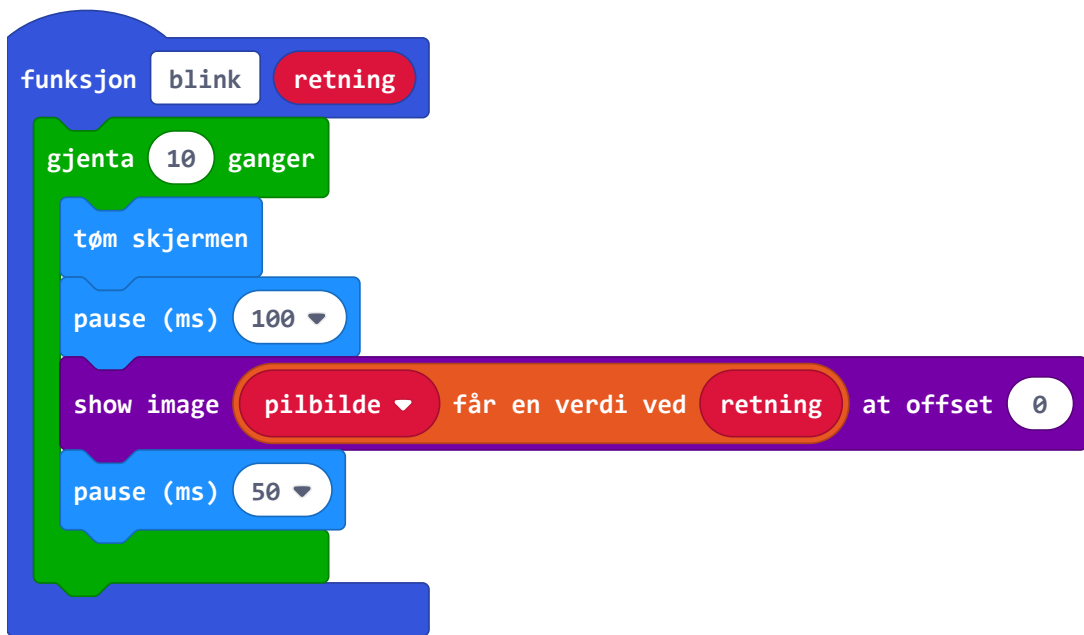 funksjon blink retning
gjenta 10 ganger
tøm skjermen
pause (ms) 100
show image pilbilde får en verdi ved retning at offset 0
pause (ms) 50